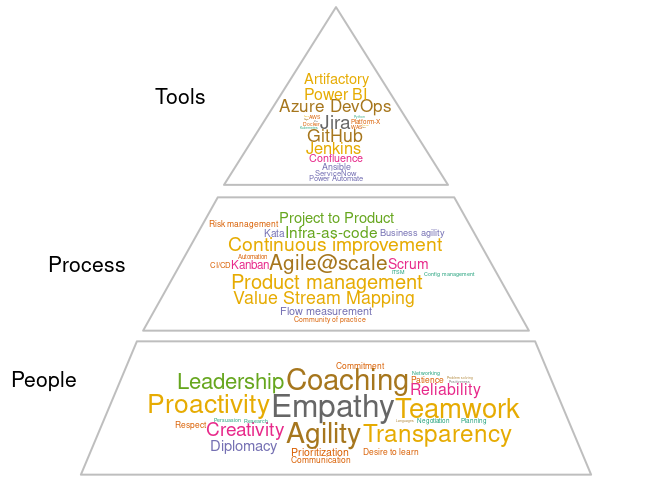 Tools
Artifactory
Power BI
Azure DevOps
AWS
Python
Docker
Jira
Platform-X
GitHub
Jenkins
Confluence
Ansible
ServiceNow
Power Automate
Process
Risk management
Project to Product
Kata
Infra-as-code
Business agility
Continuous improvement
Automation
CI/CD
Kanban
Agile@scale
Scrum
ITSM
Config management
Product management
Value Stream Mapping
Flow measurement
Community of practice
People
Commitment
Leadership
Coaching
Networking
Patience
Problem solving
Reliability
Proactivity
Empathy
Teamwork
Respect
Persuasion
Research
Creativity
Agility
Languages
Negotiation
Planning
Transparency
Diplomacy
Prioritization
Desire to learn
Communication